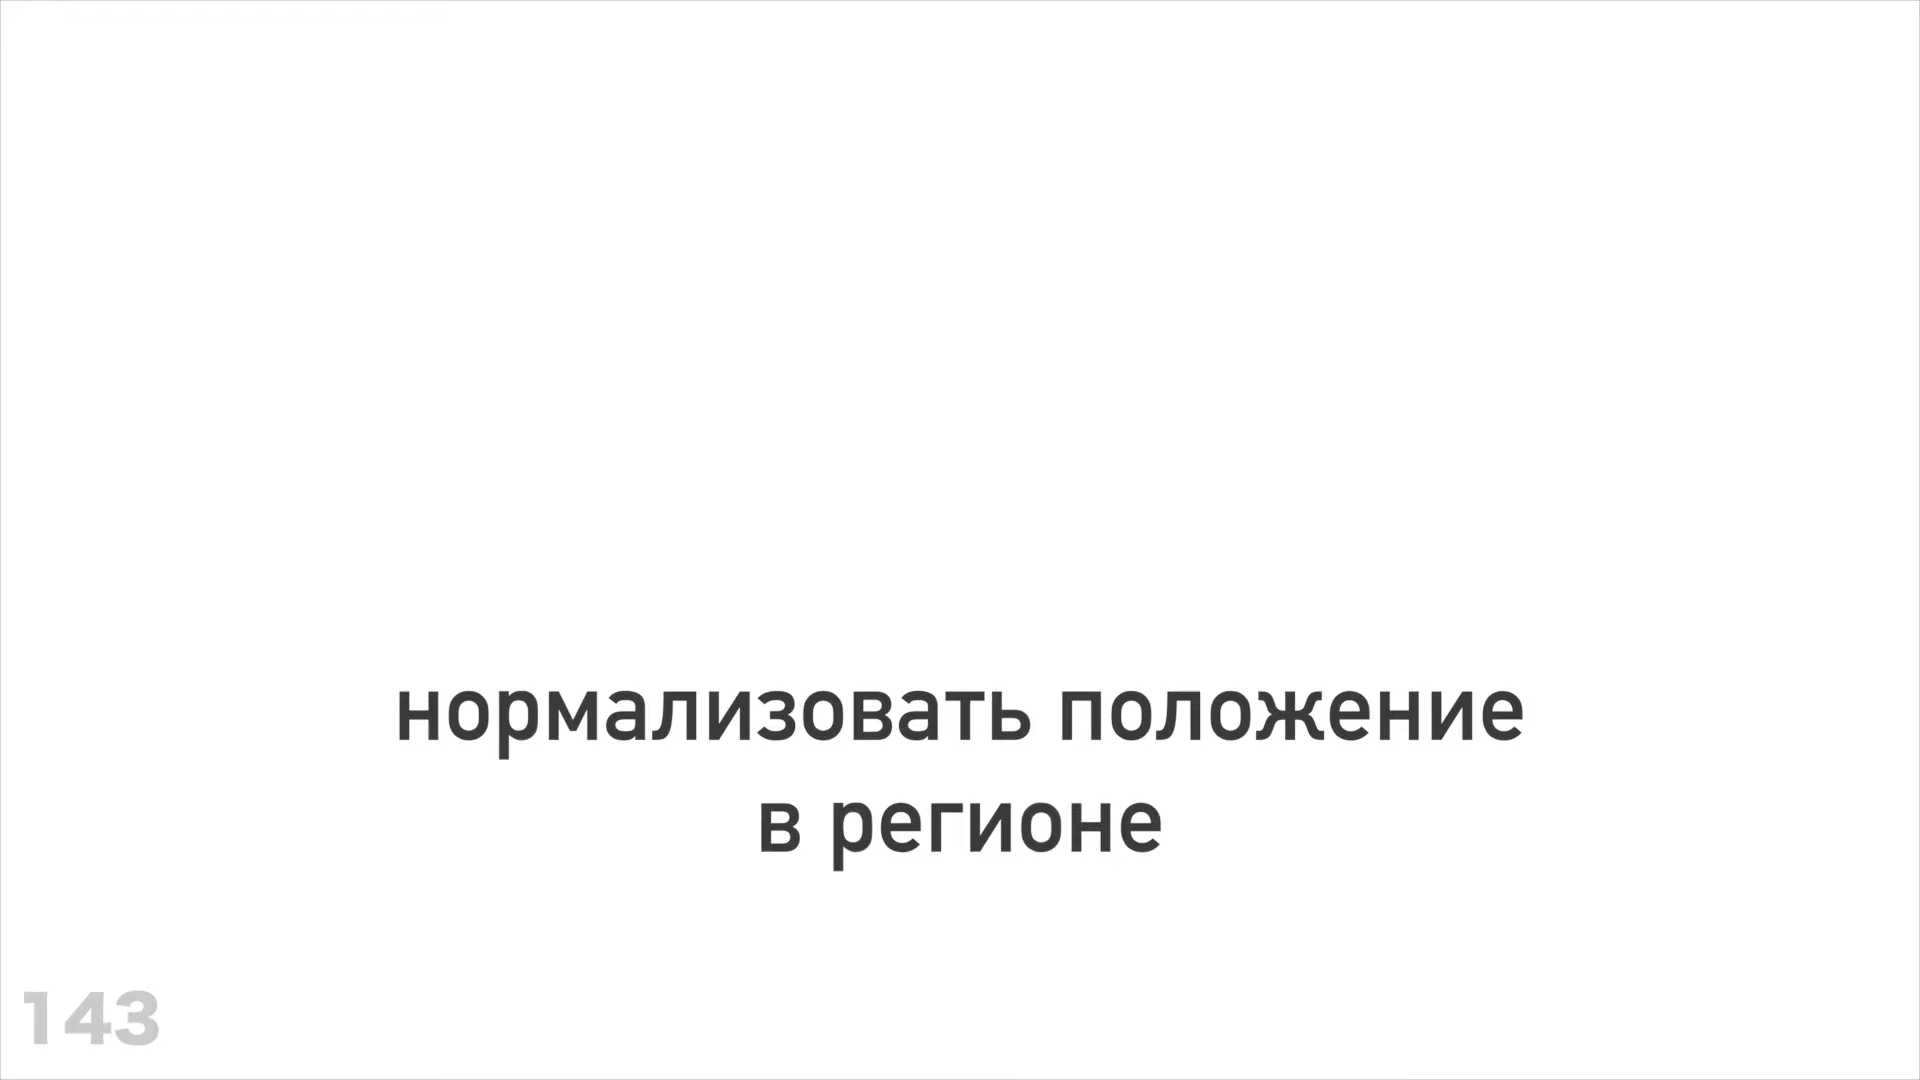 нормализовать положение
в регионе
143